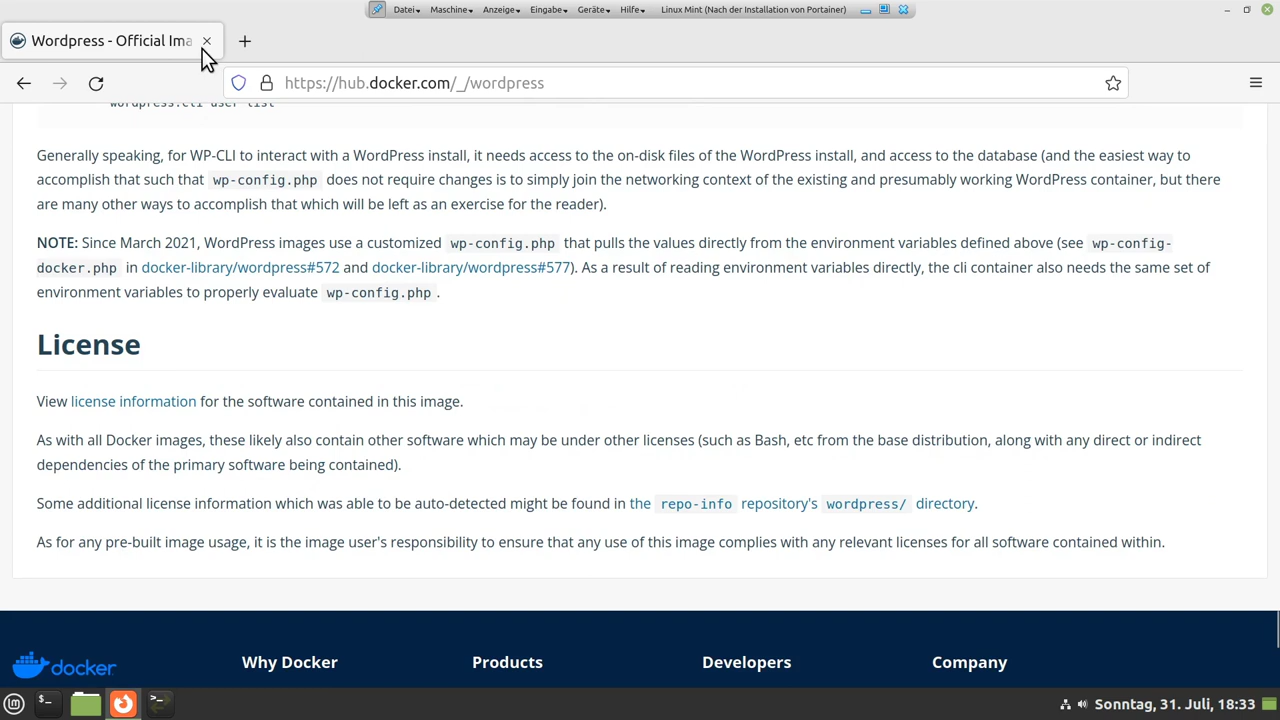 Datei Maschine Anzeige Eingabe Geräte Hilfe Linux Mint (Nach der Installation von Portainer)
Wordpress - Official Ima
https://hub.docker.com/_/wordpress
wordpress:cli user list
Generally speaking, for WP-CLI to interact with a WordPress install, it needs access to the on-disk files of the WordPress install, and access to the database (and the easiest way to
accomplish that such that wp-config.php does not require changes is to simply join the networking context of the existing and presumably working WordPress container, but there
are many other ways to accomplish that which will be left as an exercise for the reader).
NOTE: Since March 2021, WordPress images use a customized wp-config.php that pulls the values directly from the environment variables defined above (see wp-config-
docker.php in docker-library/wordpress#572 and docker-library/wordpress#577). As a result of reading environment variables directly, the cli container also needs the same set of
environment variables to properly evaluate wp-config.php.
License
View license information for the software contained in this image.
As with all Docker images, these likely also contain other software which may be under other licenses (such as Bash, etc from the base distribution, along with any direct or indirect
dependencies of the primary software being contained).
Some additional license information which was able to be auto-detected might be found in the repo-info repository's wordpress/ directory.
As for any pre-built image usage, it is the image user's responsibility to ensure that any use of this image complies with any relevant licenses for all software contained within.
docker Why Docker Products Developers Company
Sonntag, 31. Juli, 18:33